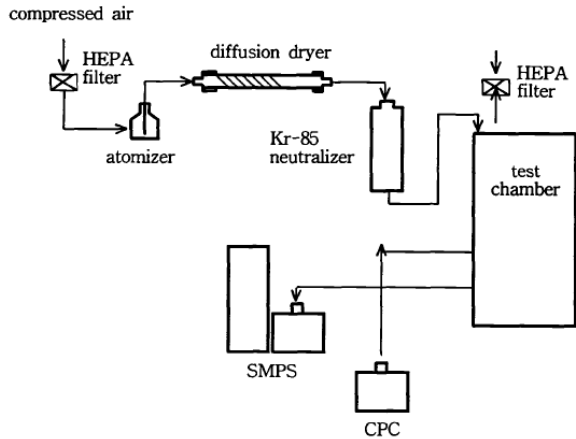 compressed air
HEPA
filter
diffusion dryer
atomizer
Kr-85
neutralizer
HEPA
filter
test
chamber
SMPS
CPC